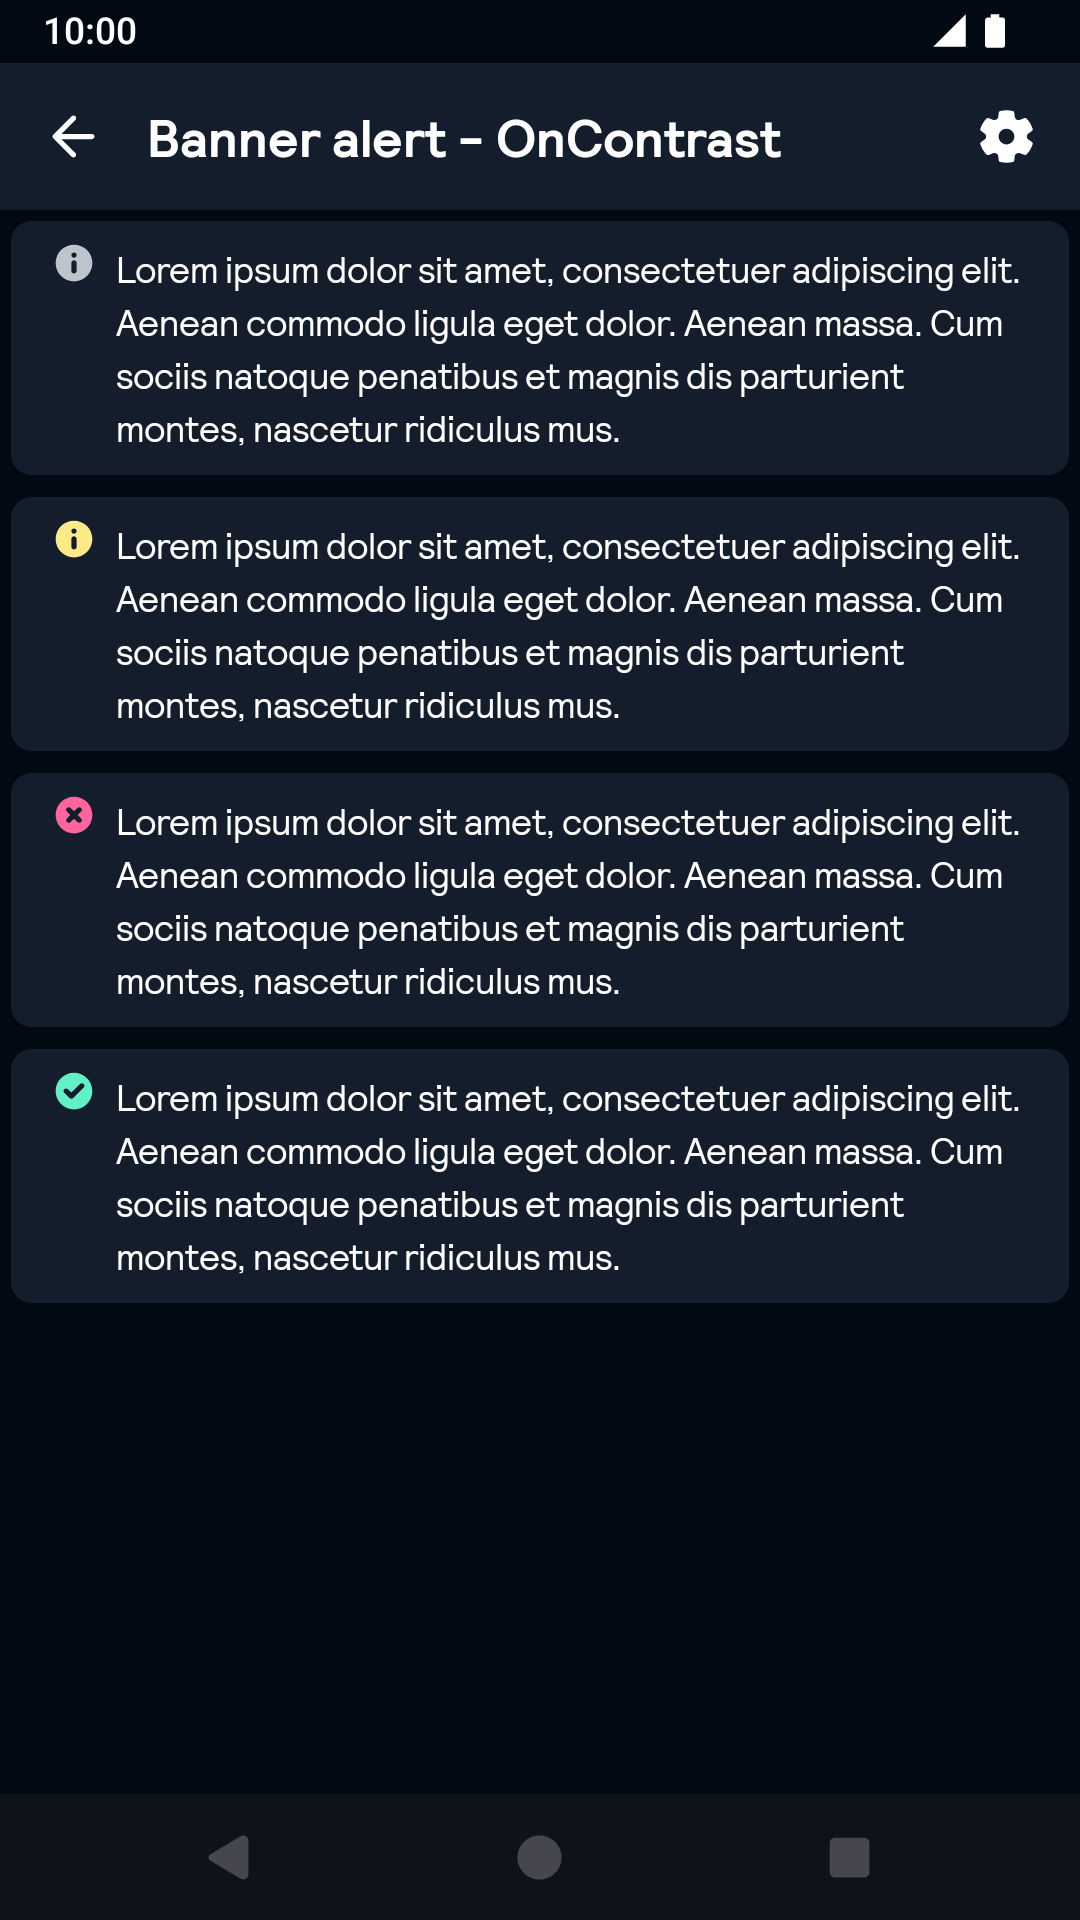 10:00
Banner alert - OnContrast
Lorem ipsum dolor sit amet, consectetuer adipiscing elit.
Aenean commodo ligula eget dolor. Aenean massa. Cum
sociis natoque penatibus et magnis dis parturient
montes, nascetur ridiculus mus.
Lorem ipsum dolor sit amet, consectetuer adipiscing elit.
Aenean commodo ligula eget dolor. Aenean massa. Cum
sociis natoque penatibus et magnis dis parturient
montes, nascetur ridiculus mus.
Lorem ipsum dolor sit amet, consectetuer adipiscing elit.
Aenean commodo ligula eget dolor. Aenean massa. Cum
sociis natoque penatibus et magnis dis parturient
montes, nascetur ridiculus mus.
Lorem ipsum dolor sit amet, consectetuer adipiscing elit.
Aenean commodo ligula eget dolor. Aenean massa. Cum
sociis natoque penatibus et magnis dis parturient
montes, nascetur ridiculus mus.